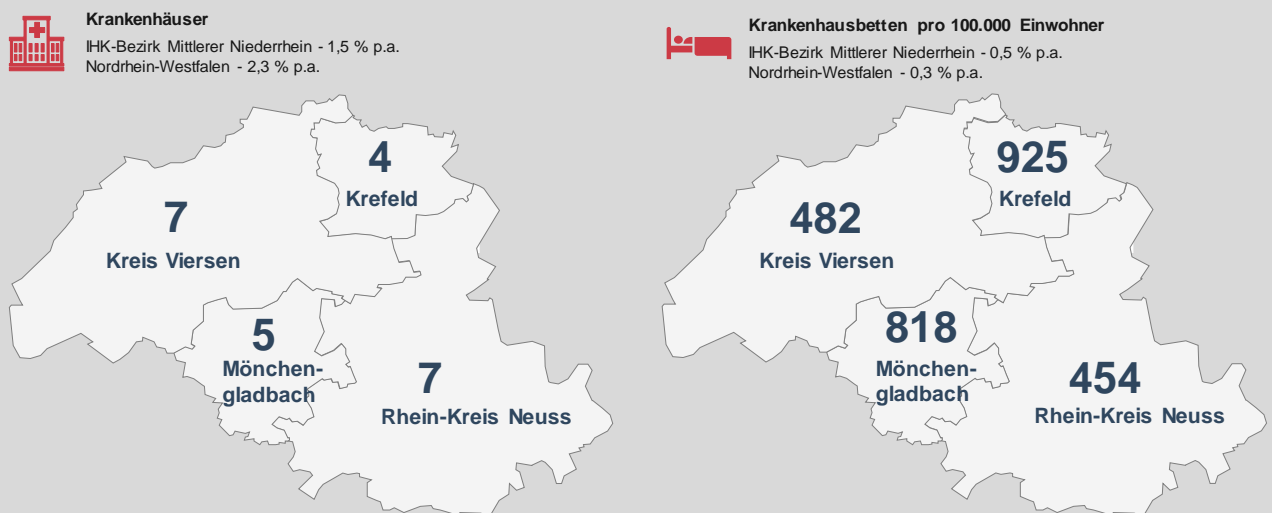 Krankenhäuser
IHK-Bezirk Mittlerer Niederrhein - 1,5 % p.a.
Nordrhein-Westfalen - 2,3 % p.a.
4
Krefeld
7
Kreis Viersen
5
Mönchen-
gladbach
7
Rhein-Kreis Neuss
Krankenhausbetten pro 100.000 Einwohner
IHK-Bezirk Mittlerer Niederrhein - 0,5 % p.a.
Nordrhein-Westfalen - 0,3 % p.a.
925
Krefeld
482
Kreis Viersen
818
Mönchen-
gladbach
454
Rhein-Kreis Neuss